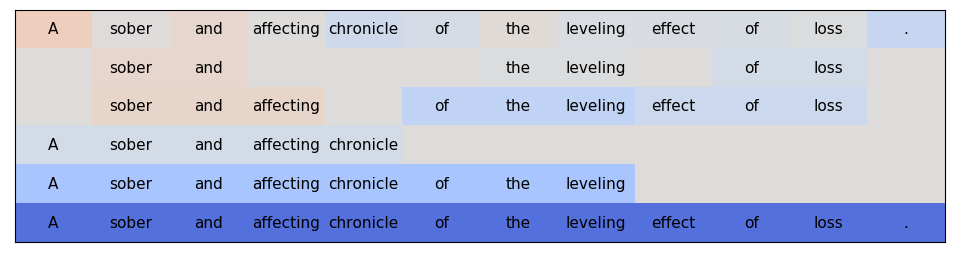 A sober and affecting chronicle of the leveling effect of loss .
sober and the leveling of loss
sober and affecting of the leveling effect of loss
A sober and affecting chronicle
A sober and affecting chronicle of the leveling
A sober and affecting chronicle of the leveling effect of loss .